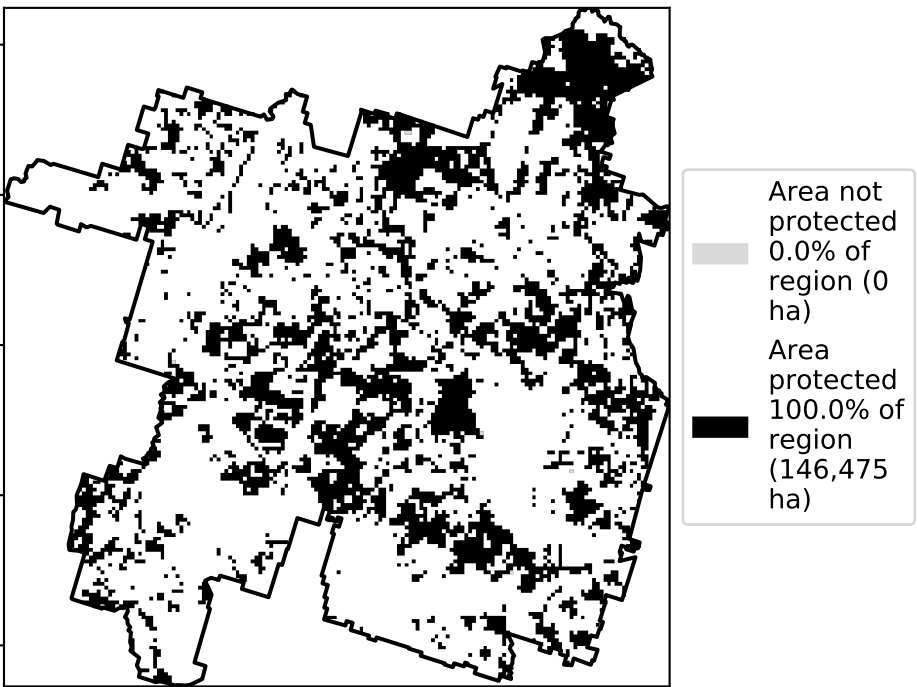 Area not
protected
0.0% of
region (0
ha)
Area
protected
100.0% of
region
(146,475
ha)